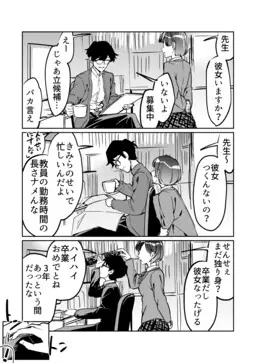 先生
彼女いますか?
いないよ
募集中
えー
じゃあ立候補…
バカ言え
先生～
彼女
つくんないの?
きみらのせいで
忙しいんだよ
教員の勤務時間の
長さナメんな
せんせぇ
まだ独り身?
卒業だし
彼女なったげる
ハイハイ
卒業
おめでとね
3年
あっという間
だったな